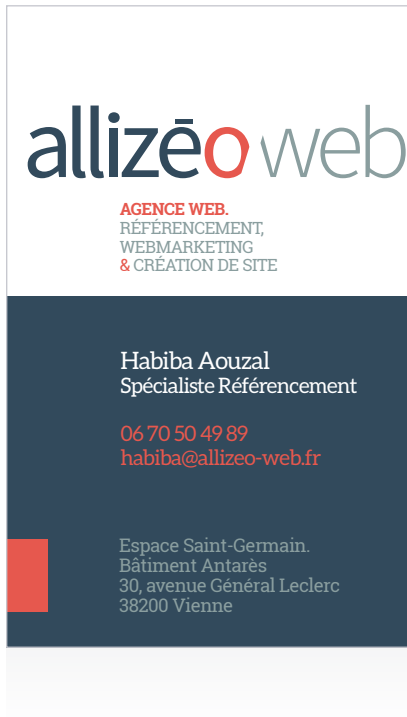 allizēo web
AGENCE WEB.
RÉFÉRENCEMENT,
WEBMARKETING
& CRÉATION DE SITE
Habiba Aouzal
Spécialiste Référencement
06 70 50 49 89
habiba@allizeo-web.fr
Espace Saint-Germain.
Bâtiment Antarès
30, avenue Général Leclerc
38200 Vienne